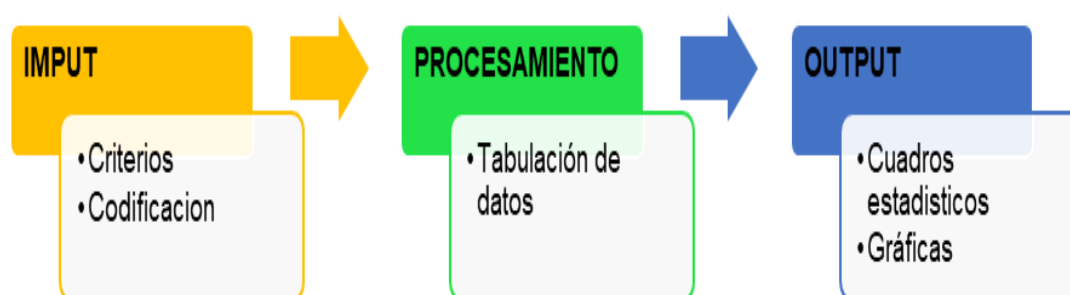 IMPUT
•Criterios
•Codificacion
PROCESAMIENTO
•Tabulación de
datos
OUTPUT
•Cuadros
estadisticos
•Gráficas